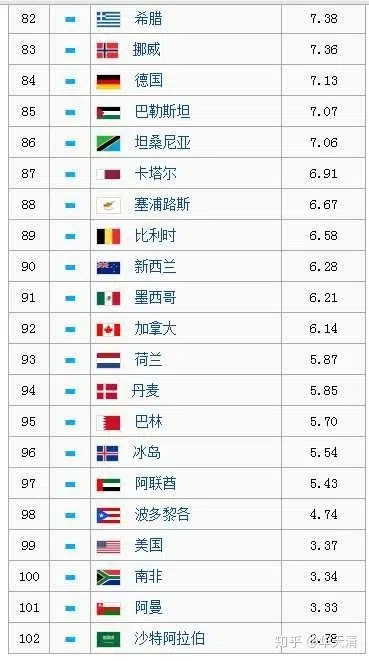 82 希腊 7.38
83 挪威 7.36
84 德国 7.13
85 巴勒斯坦 7.07
86 坦桑尼亚 7.06
87 卡塔尔 6.91
88 塞浦路斯 6.67
89 比利时 6.58
90 新西兰 6.28
91 墨西哥 6.21
92 加拿大 6.14
93 荷兰 5.87
94 丹麦 5.85
95 巴林 5.70
96 冰岛 5.54
97 阿联酋 5.43
98 波多黎各 4.74
99 美国 3.37
100 南非 3.34
101 阿曼 3.33
102 沙特阿拉伯 2.78
知乎